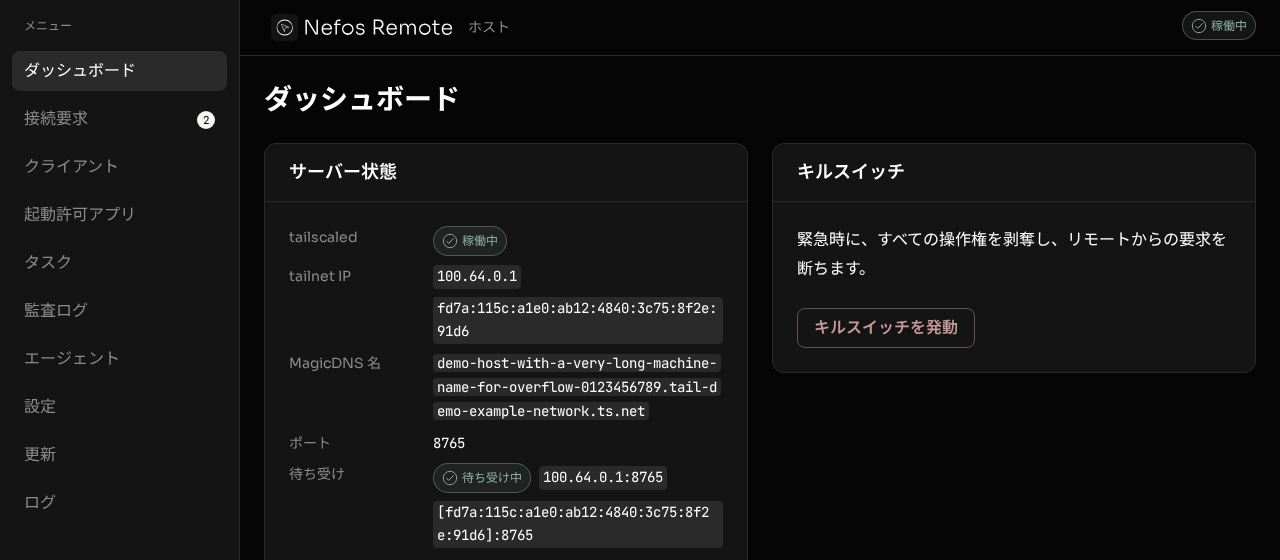 メニュー
ダッシュボード
接続要求 2
クライアント
起動許可アプリ
タスク
監査ログ
エージェント
設定
更新
ログ
Nefos Remote ホスト
稼働中
ダッシュボード
サーバー状態
tailscaled 稼働中
tailnet IP 100.64.0.1
fd7a:115c:a1e0:ab12:4840:3c75:8f2e:
91d6
MagicDNS 名 demo-host-with-a-very-long-machine-
name-for-overflow-0123456789.tail-d
emo-example-network.ts.net
ポート 8765
待ち受け 待ち受け中 100.64.0.1:8765
[fd7a:115c:a1e0:ab12:4840:3c75:8f2
e:91d6]:8765
キルスイッチ
緊急時に、すべての操作権を剥奪し、リモートからの要求を
断ちます。
キルスイッチを発動